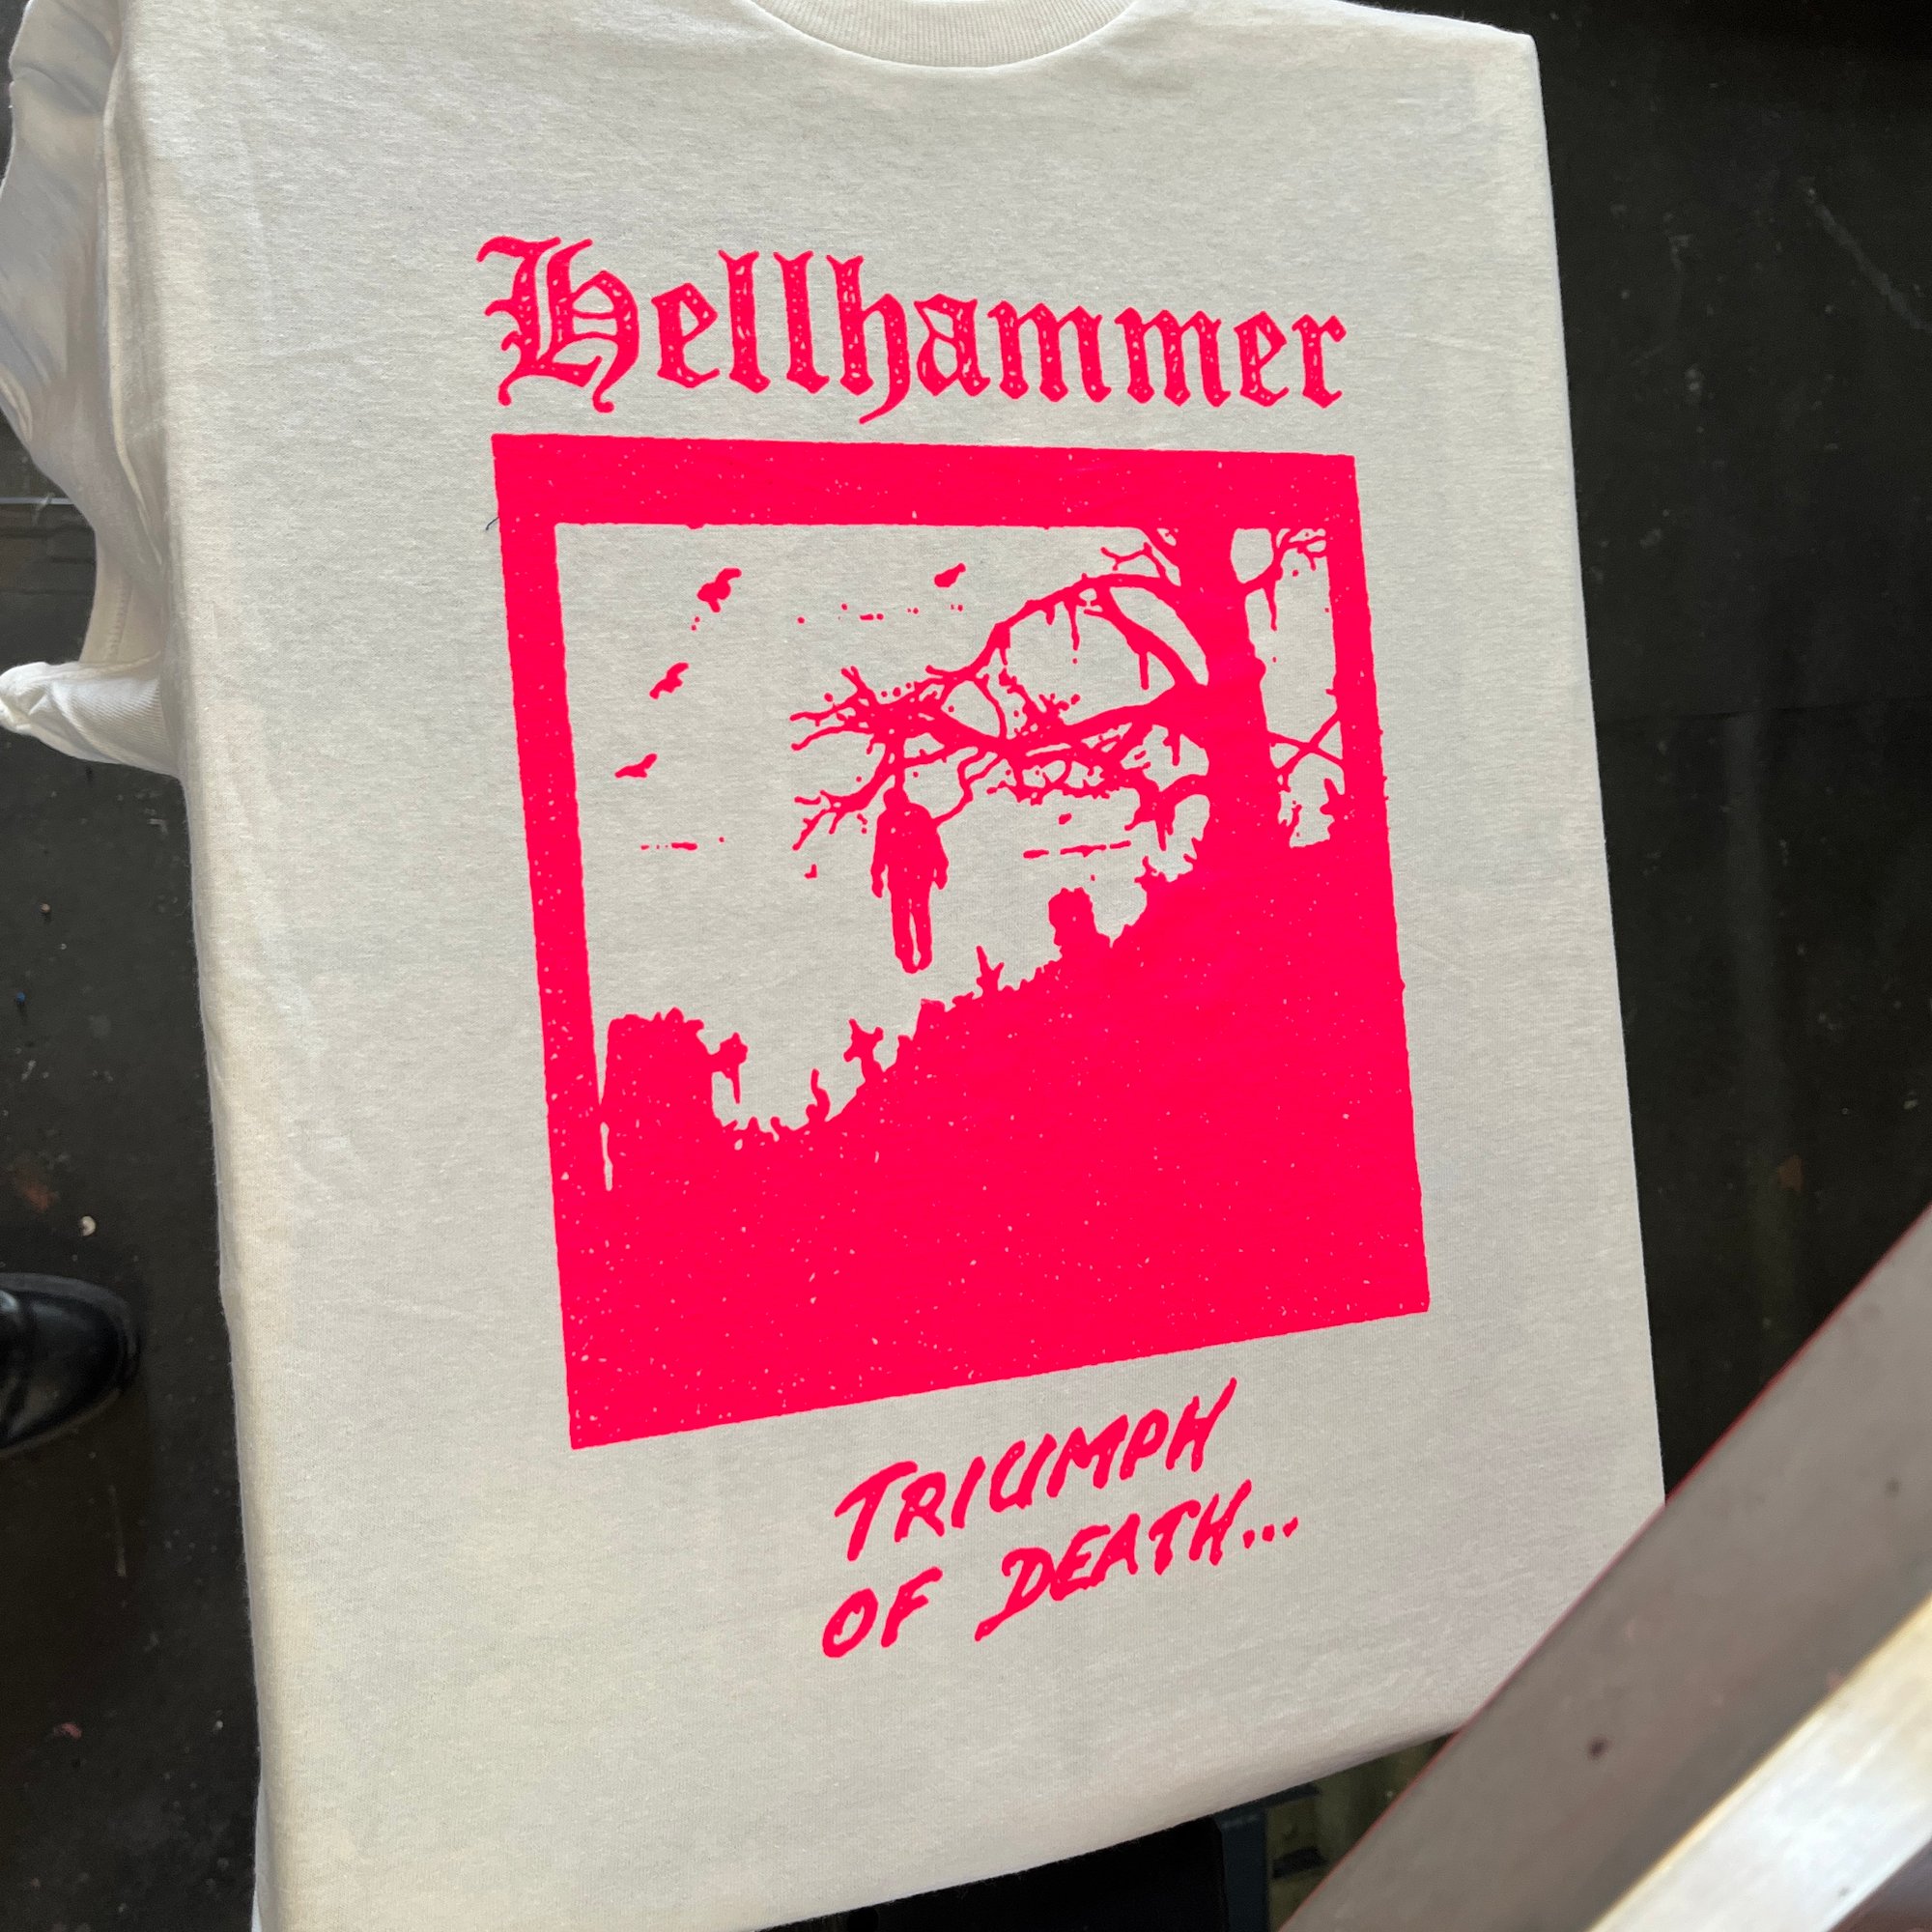 Hellhammer
TRIUMPH
OF DEATH...